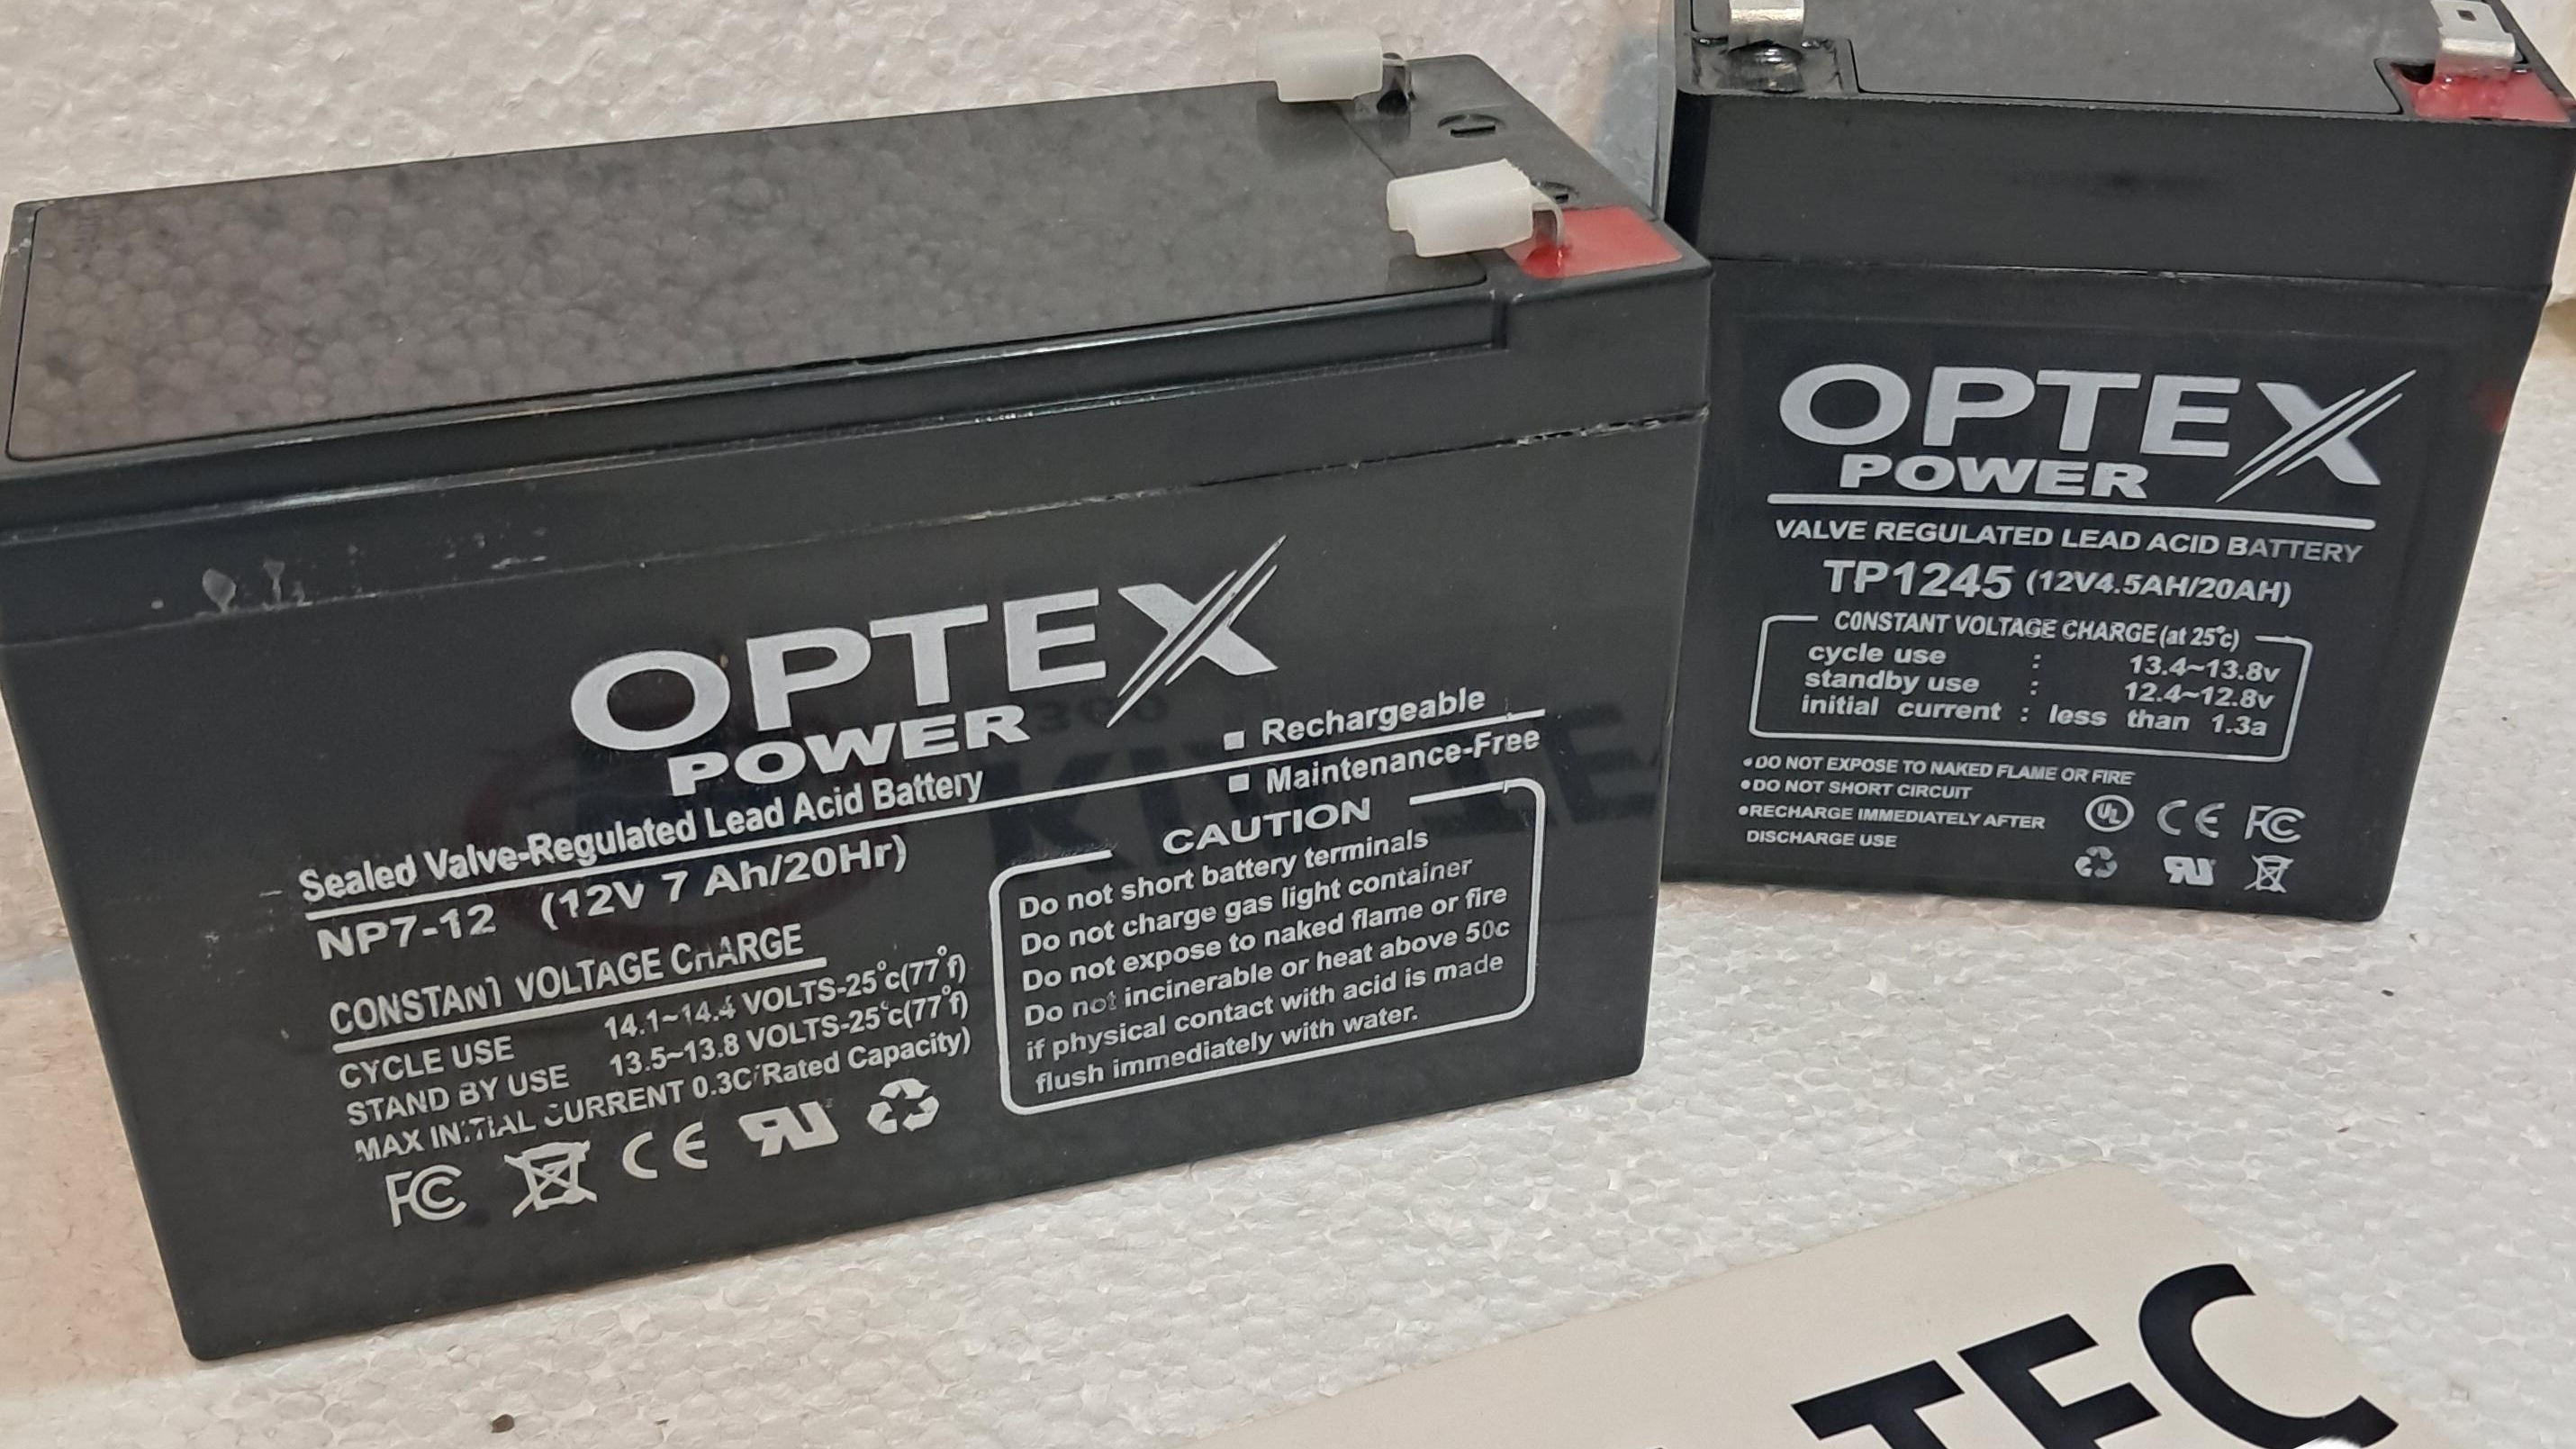 OPTEX
POWER
Sealed Valve-Regulated Lead Acid Battery
Rechargeable
Maintenance-Free
NP7-12 (12V 7 Ah/20Hr)
CONSTANT VOLTAGE CHARGE
CYCLE USE 14.1~14.4 VOLTS-25°c(77°f)
STAND BY USE 13.5~13.8 VOLTS-25°c(77°f)
MAX INITIAL CURRENT 0.3C(Rated Capacity)
FC CE RU
CAUTION
Do not short battery terminals
Do not charge gas light container
Do not expose to naked flame or fire
Do not incinerable or heat above 50c
if physical contact with acid is made
flush immediately with water.
OPTEX
POWER
VALVE REGULATED LEAD ACID BATTERY
TP1245 (12V4.5AH/20AH)
CONSTANT VOLTAGE CHARGE (at 25°c)
cycle use : 13.4~13.8v
standby use : 12.4~12.8v
initial current : less than 1.3a
•DO NOT EXPOSE TO NAKED FLAME OR FIRE
•DO NOT SHORT CIRCUIT
•RECHARGE IMMEDIATELY AFTER
DISCHARGE USE
UL CE FC
RU
TEC